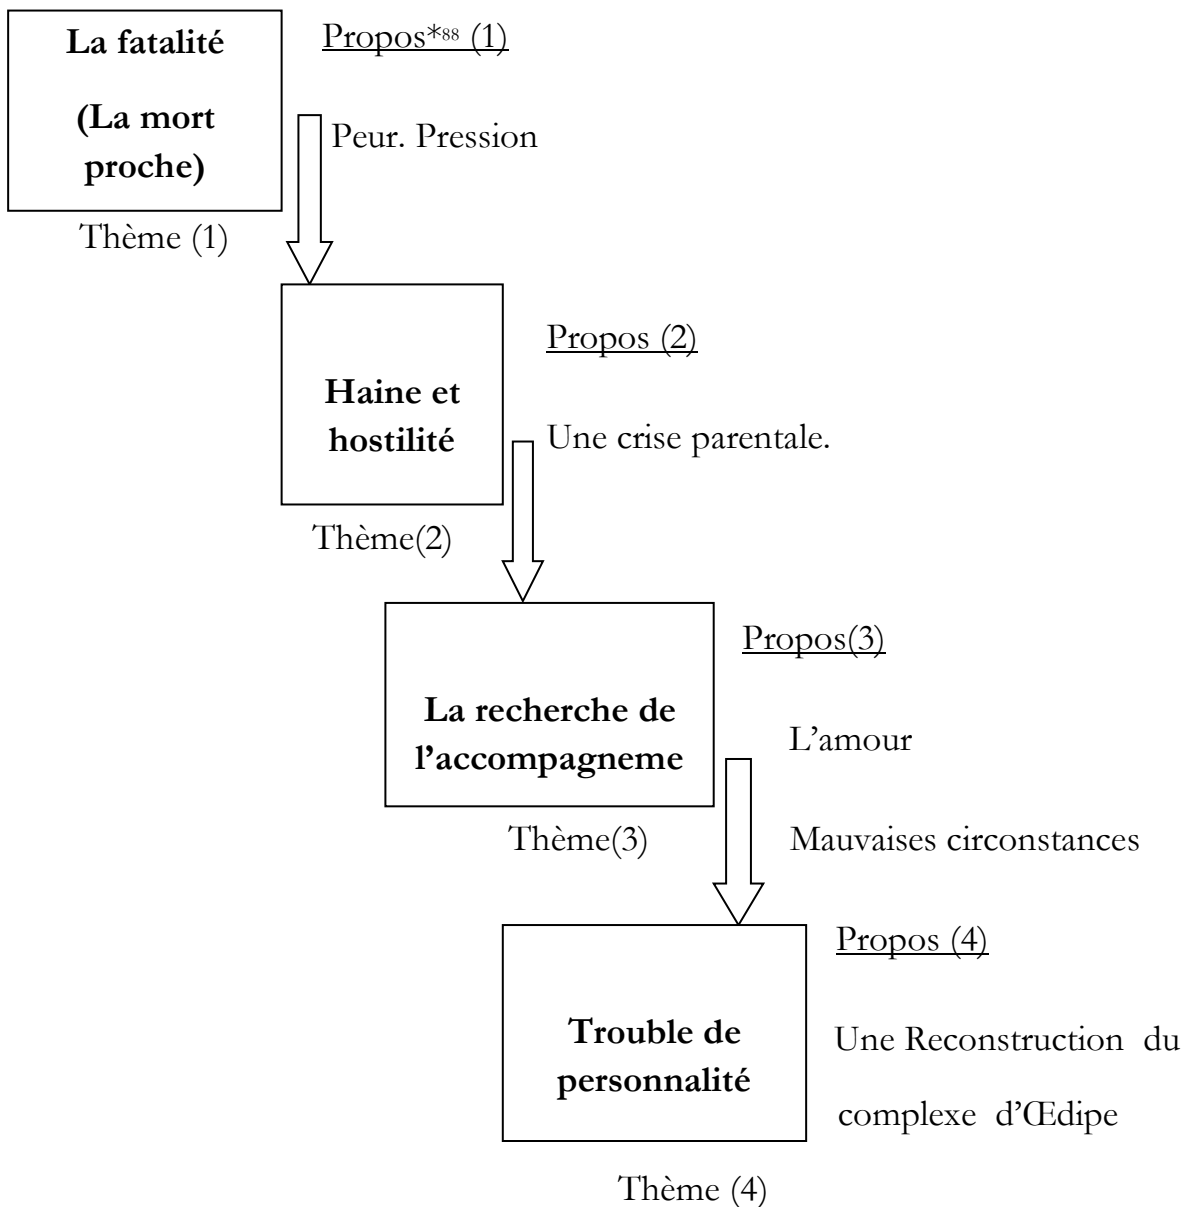 La fatalité
(La mort
proche)
Propos*88 (1)
Peur. Pression
Thème (1)
Haine et
hostilité
Propos (2)
Une crise parentale.
Thème(2)
La recherche de
l’accompagneme
Propos(3)
L’amour
Mauvaises circonstances
Thème(3)
Trouble de
personnalité
Propos (4)
Une Reconstruction du
complexe d’Œdipe
Thème (4)